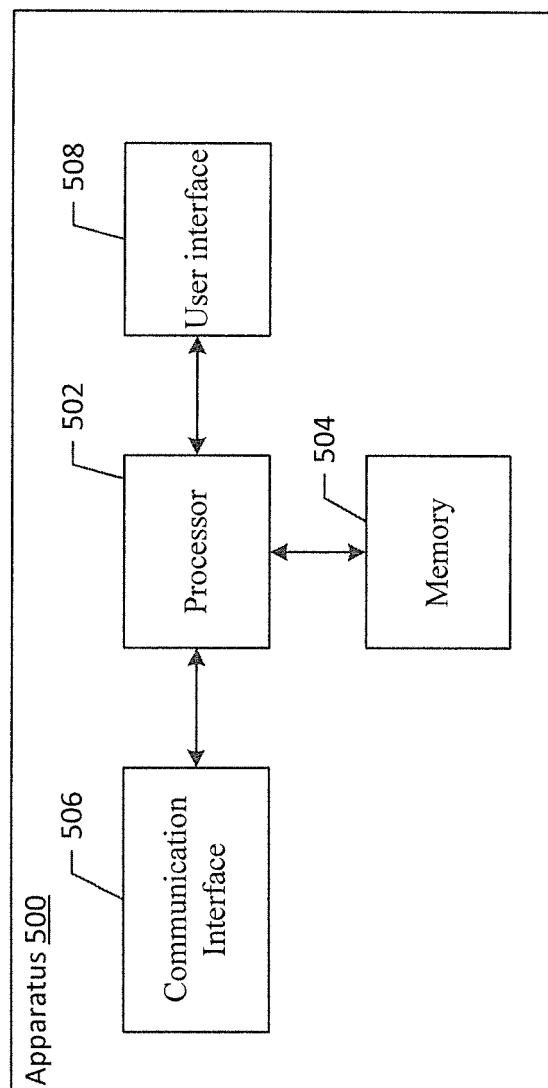 Apparatus 500
506
Communication
Interface
502
Processor
508
User interface
504
Memory